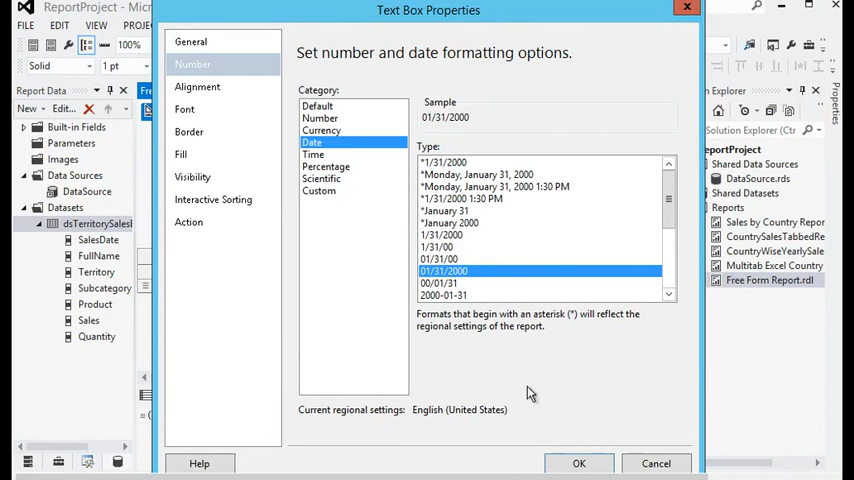 ReportProject - Micr
Text Box Properties
FILE EDIT VIEW PROJ
100%
Solid 1 pt
Report Data
New Edit...
Built-in Fields
Parameters
Images
Data Sources
DataSource
Datasets
dsTerritorySalesB
SalesDate
FullName
Territory
Subcategory
Product
Sales
Quantity
Fre
General
Number
Alignment
Font
Border
Fill
Visibility
Interactive Sorting
Action
Set number and date formatting options.
Category:
Default
Number
Currency
Date
Time
Percentage
Scientific
Custom
Sample
01/31/2000
Type:
*1/31/2000
*Monday, January 31, 2000
*Monday, January 31, 2000 1:30 PM
*1/31/2000 1:30 PM
*January 31
*January 2000
1/31/2000
1/31/00
01/31/00
01/31/2000
00/01/31
2000-01-31
Formats that begin with an asterisk (*) will reflect the
regional settings of the report.
Current regional settings: English (United States)
Help OK Cancel
Properties
on Explorer
Solution Explorer (Ctrl
eportProject
Shared Data Sources
DataSource.rds
Shared Datasets
Reports
Sales by Country Repor
CountrySalesTabbedRe
CountryWiseYearlySale
Multitab Excel Country
Free Form Report.rdl